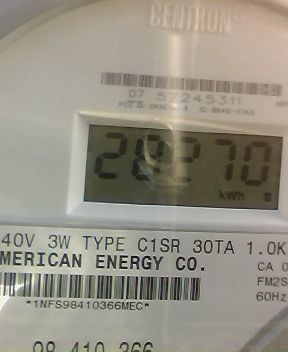 CENTRON
07 57245311
28270
kWh
40V 3W TYPE C1SR 30TA 1.0K
MERICAN ENERGY CO.
CA 0
FM2S
60Hz
*1NFS98410366MEC*
98 410 366